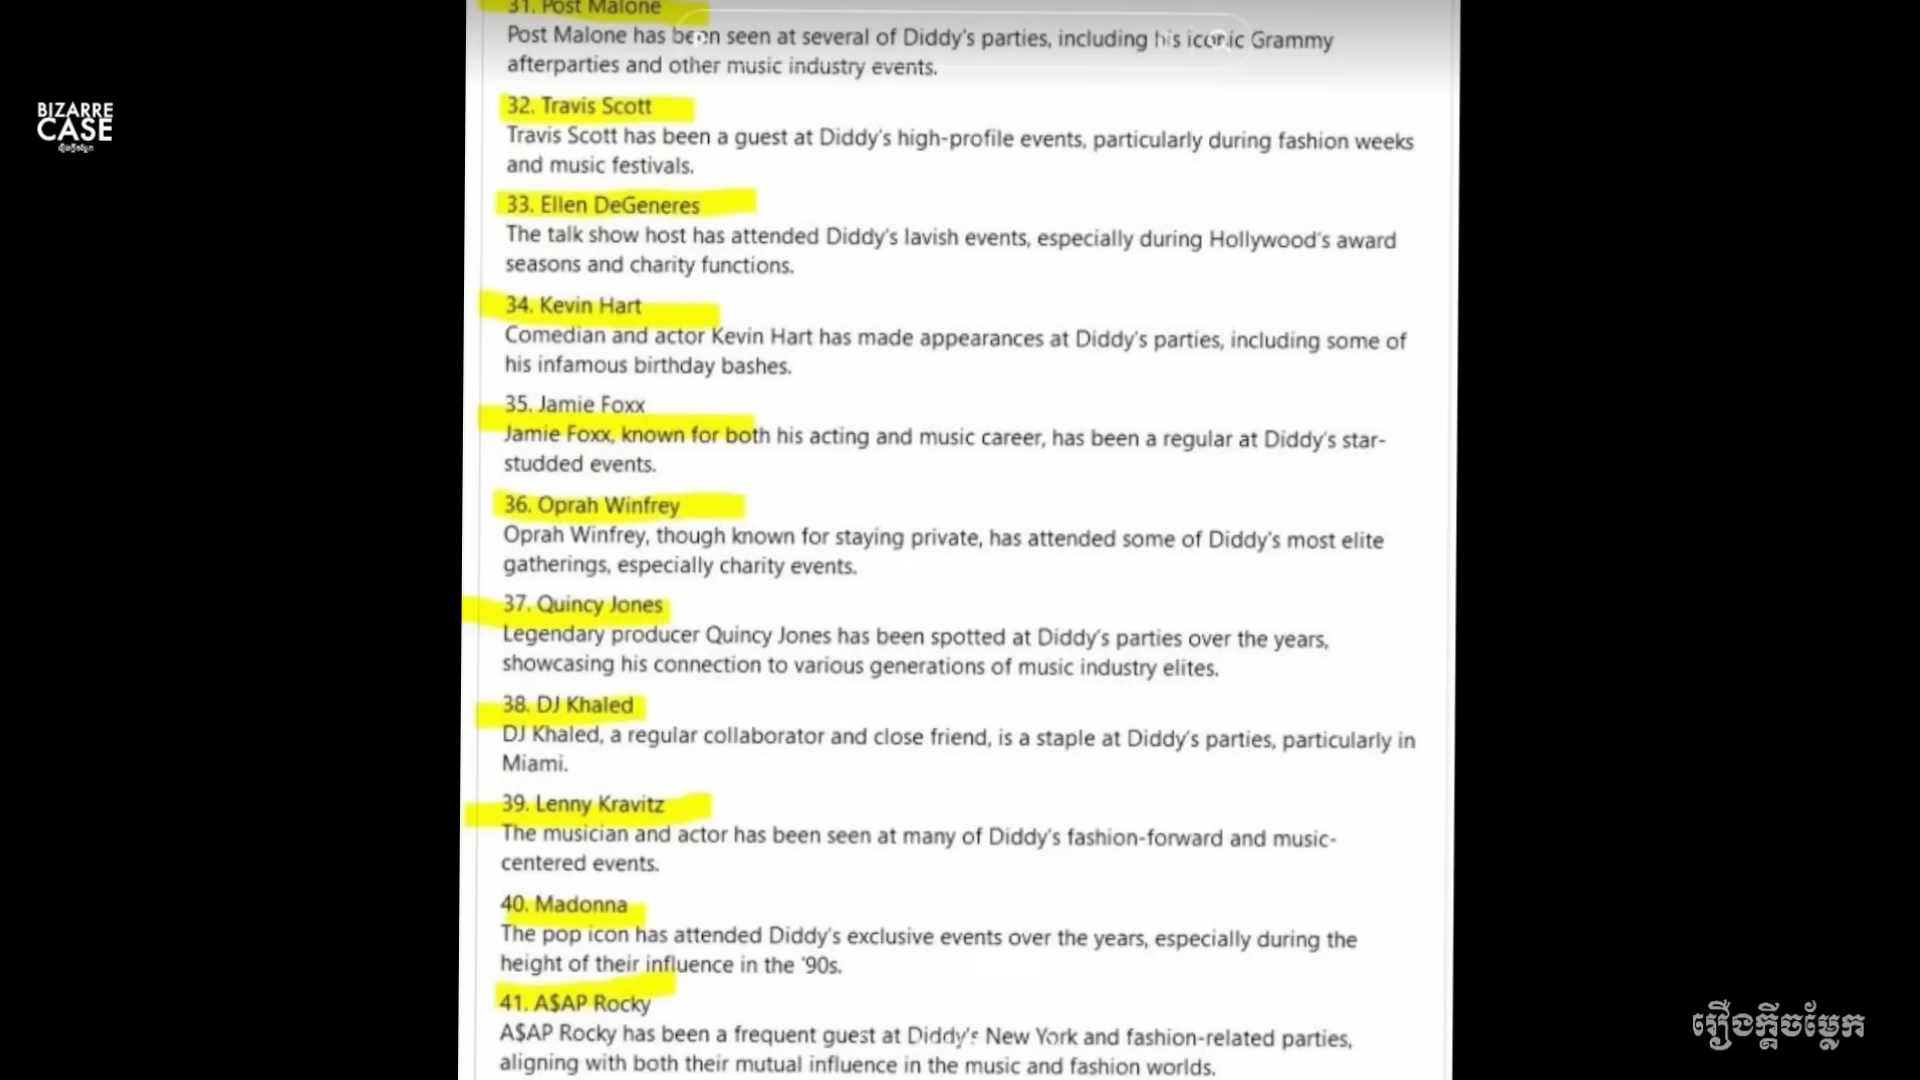 31. Post Malone
Post Malone has been seen at several of Diddy's parties, including his iconic Grammy
afterparties and other music industry events.
BIZARRE
CASE
រឿងក្ដីចម្លែក
32. Travis Scott
Travis Scott has been a guest at Diddy's high-profile events, particularly during fashion weeks
and music festivals.
33. Ellen DeGeneres
The talk show host has attended Diddy's lavish events, especially during Hollywood's award
seasons and charity functions.
34. Kevin Hart
Comedian and actor Kevin Hart has made appearances at Diddy's parties, including some of
his infamous birthday bashes.
35. Jamie Foxx
Jamie Foxx, known for both his acting and music career, has been a regular at Diddy's star-
studded events.
36. Oprah Winfrey
Oprah Winfrey, though known for staying private, has attended some of Diddy's most elite
gatherings, especially charity events.
37. Quincy Jones
Legendary producer Quincy Jones has been spotted at Diddy's parties over the years,
showcasing his connection to various generations of music industry elites.
38. DJ Khaled
DJ Khaled, a regular collaborator and close friend, is a staple at Diddy's parties, particularly in
Miami.
39. Lenny Kravitz
The musician and actor has been seen at many of Diddy's fashion-forward and music-
centered events.
40. Madonna
The pop icon has attended Diddy's exclusive events over the years, especially during the
height of their influence in the '90s.
41. A$AP Rocky
A$AP Rocky has been a frequent guest at Diddy's New York and fashion-related parties,
aligning with both their mutual influence in the music and fashion worlds.
រឿងក្ដីចម្លែក